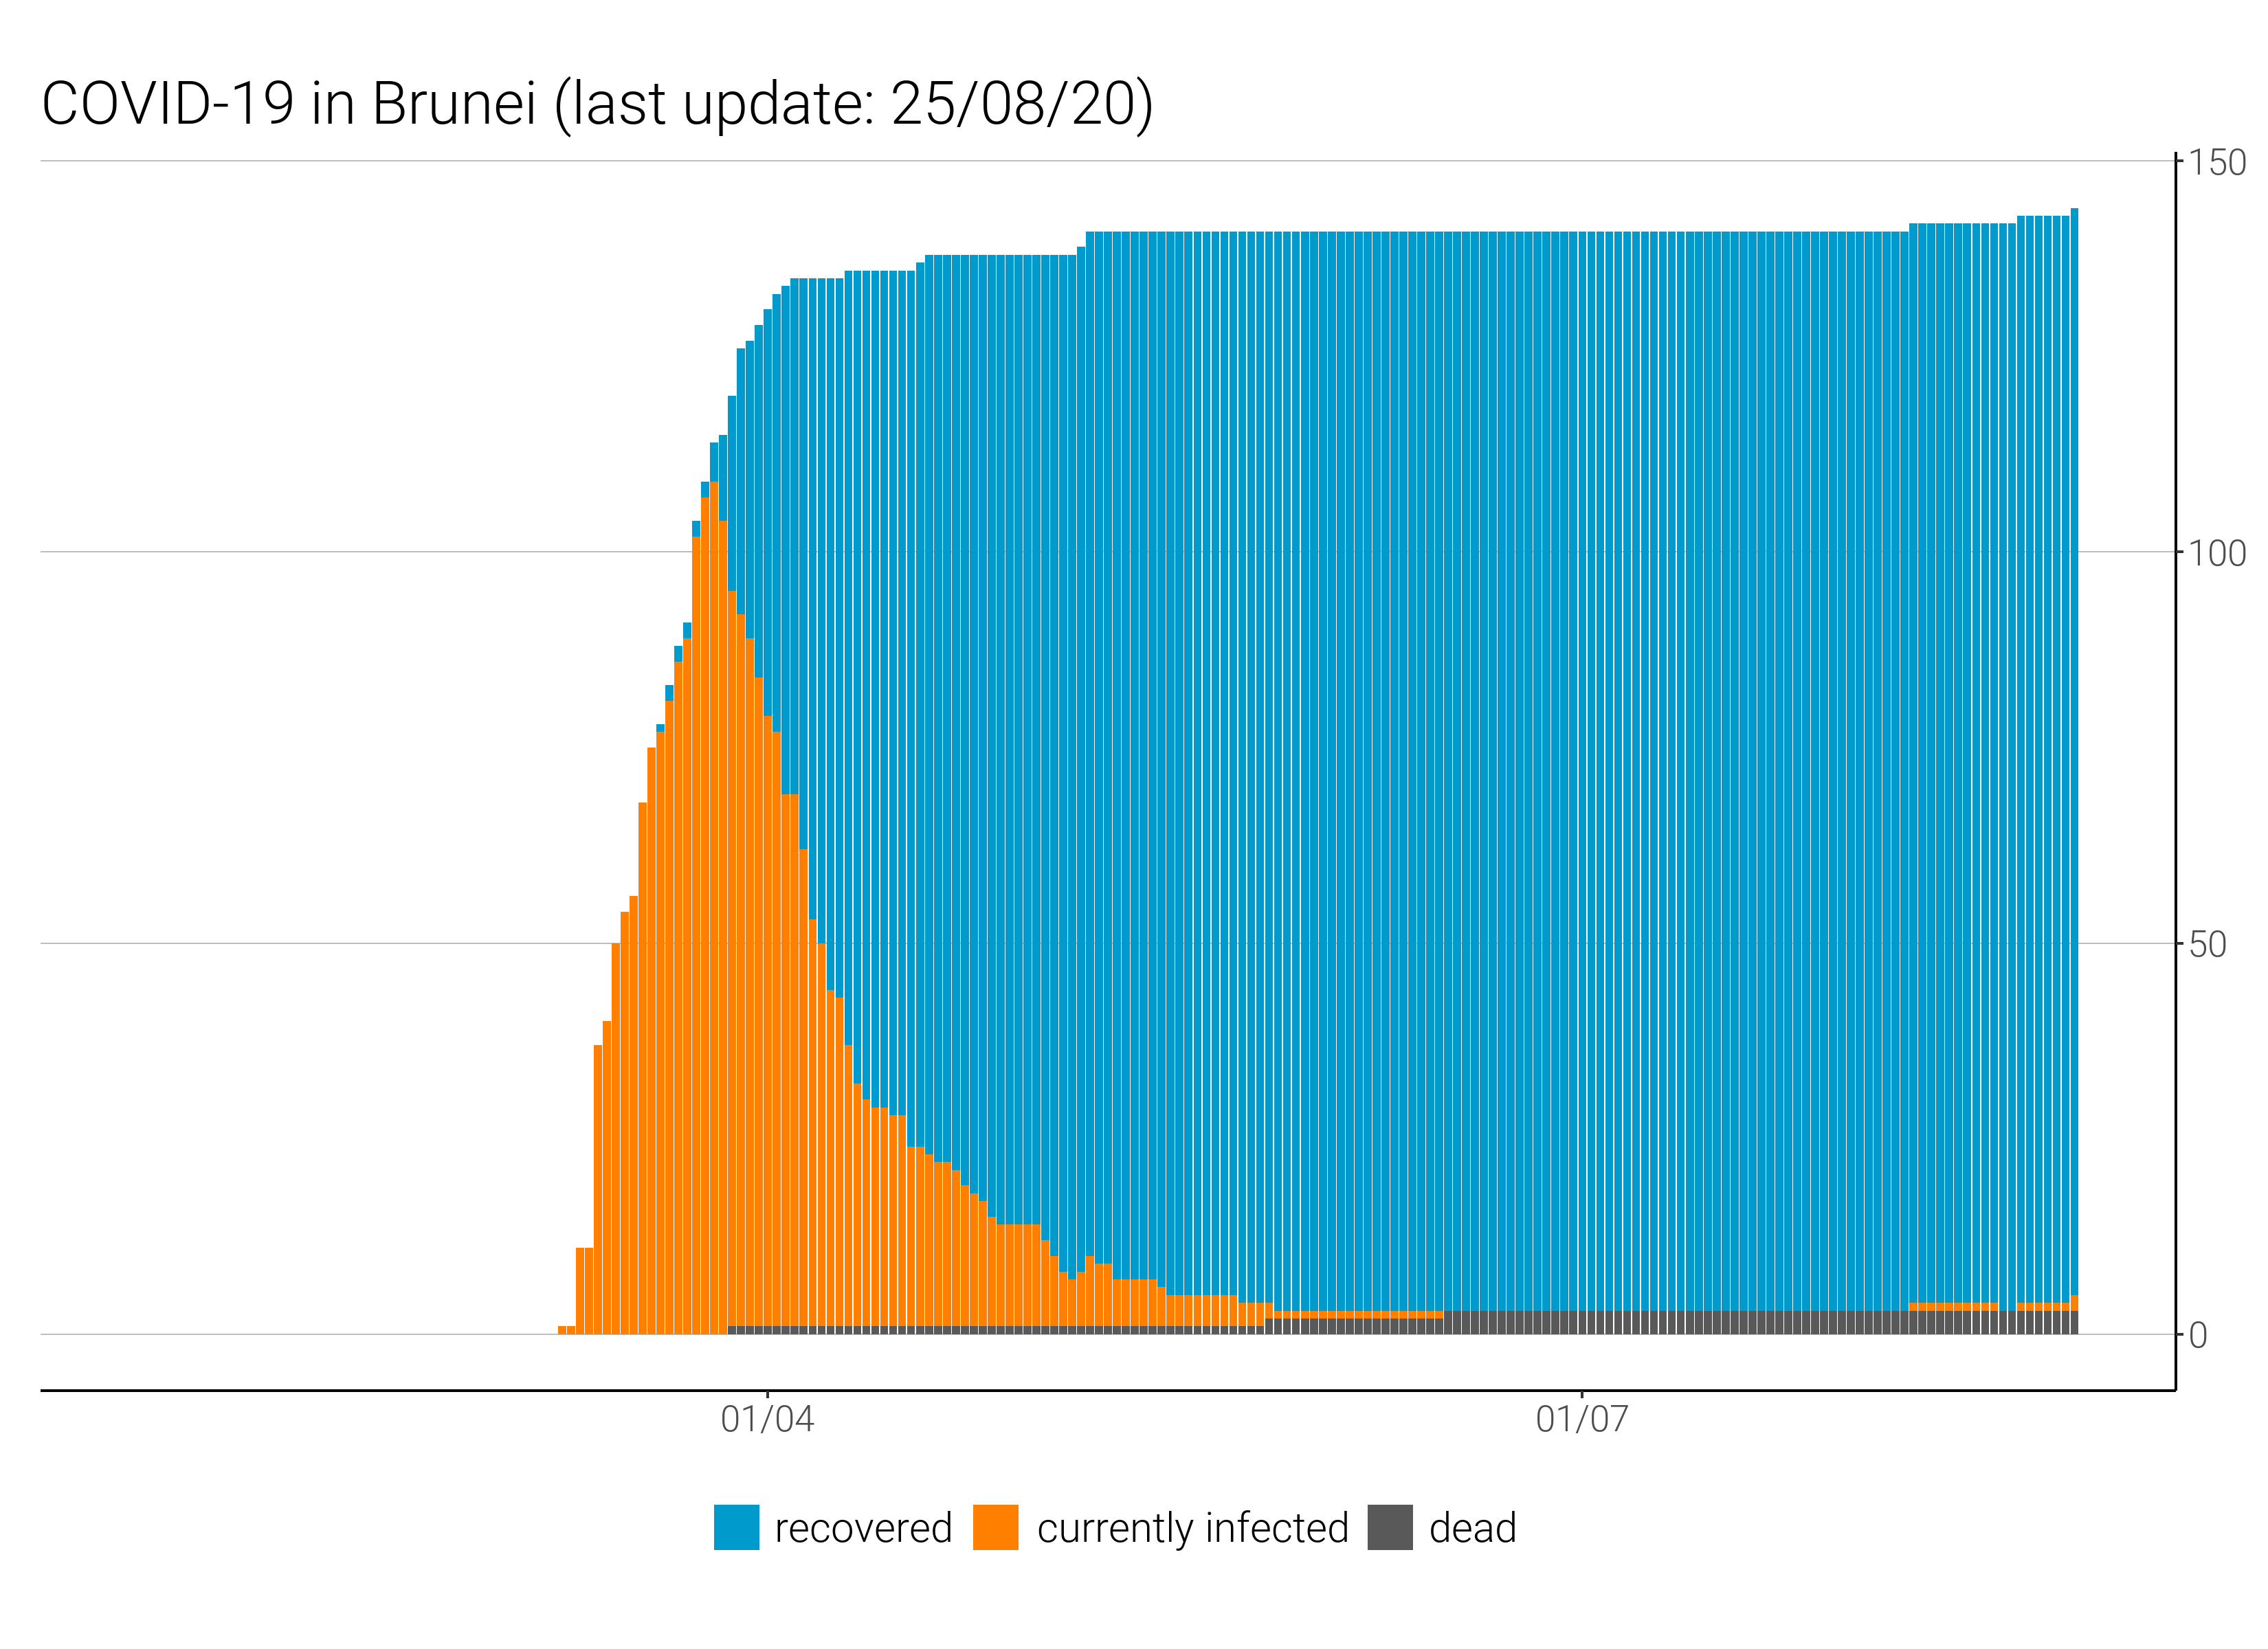 COVID-19 in Brunei (last update: 25/08/20)
150
100
50
0
01/04 01/07
recovered currently infected dead